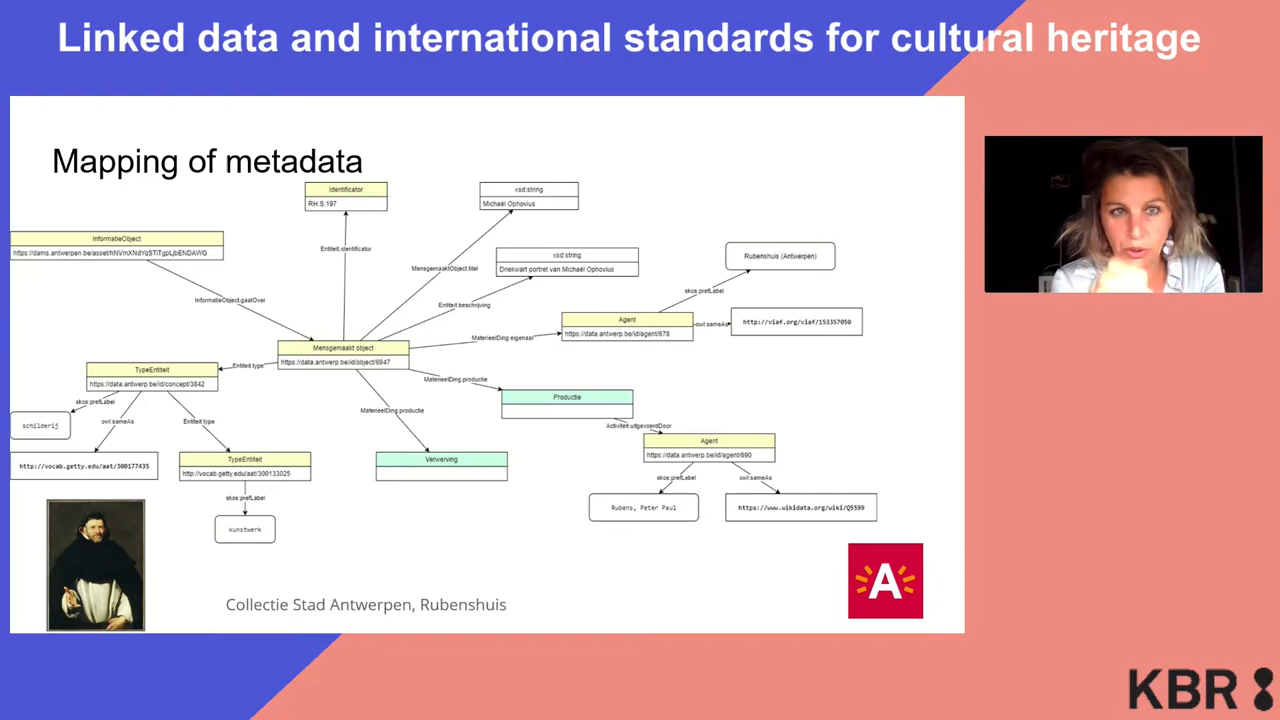 Linked data and international standards for cultural heritage
Mapping of metadata
Identificator
RH.S.197
xsd:string
Michaël Ophovius
InformatieObject
https://dams.antwerpen.be/asset/hNVmXNdYqSTiTgpLjbENDAWG
Entiteit.identificator
xsd:string
Driekwart portret van Michaël Ophovius
Rubenshuis (Antwerpen)
MensgemaaktObject.titel
skos:prefLabel
InformatieObject.gaatOver
Entiteit.beschrijving
Agent
https://data.antwerp.be/id/agent/678
owl:sameAs
http://viaf.org/viaf/153357050
MaterieelDing.eigenaar
Mensgemaakt object
https://data.antwerp.be/id/object/6947
Entiteit.type
TypeEntiteit
https://data.antwerp.be/id/concept/3842
MaterieelDing.productie
Productie
skos:prefLabel
MaterieelDing.productie
schilderij
owl:sameAs
Entiteit.type
Activiteit.uitgevoerdDoor
Agent
https://data.antwerp.be/id/agent/690
http://vocab.getty.edu/aat/300177435
TypeEntiteit
http://vocab.getty.edu/aat/300133025
Verwerving
skos:prefLabel
owl:sameAs
skos:prefLabel
kunstwerk
Rubens, Peter Paul
https://www.wikidata.org/wiki/Q5599
Collectie Stad Antwerpen, Rubenshuis
A
KBR